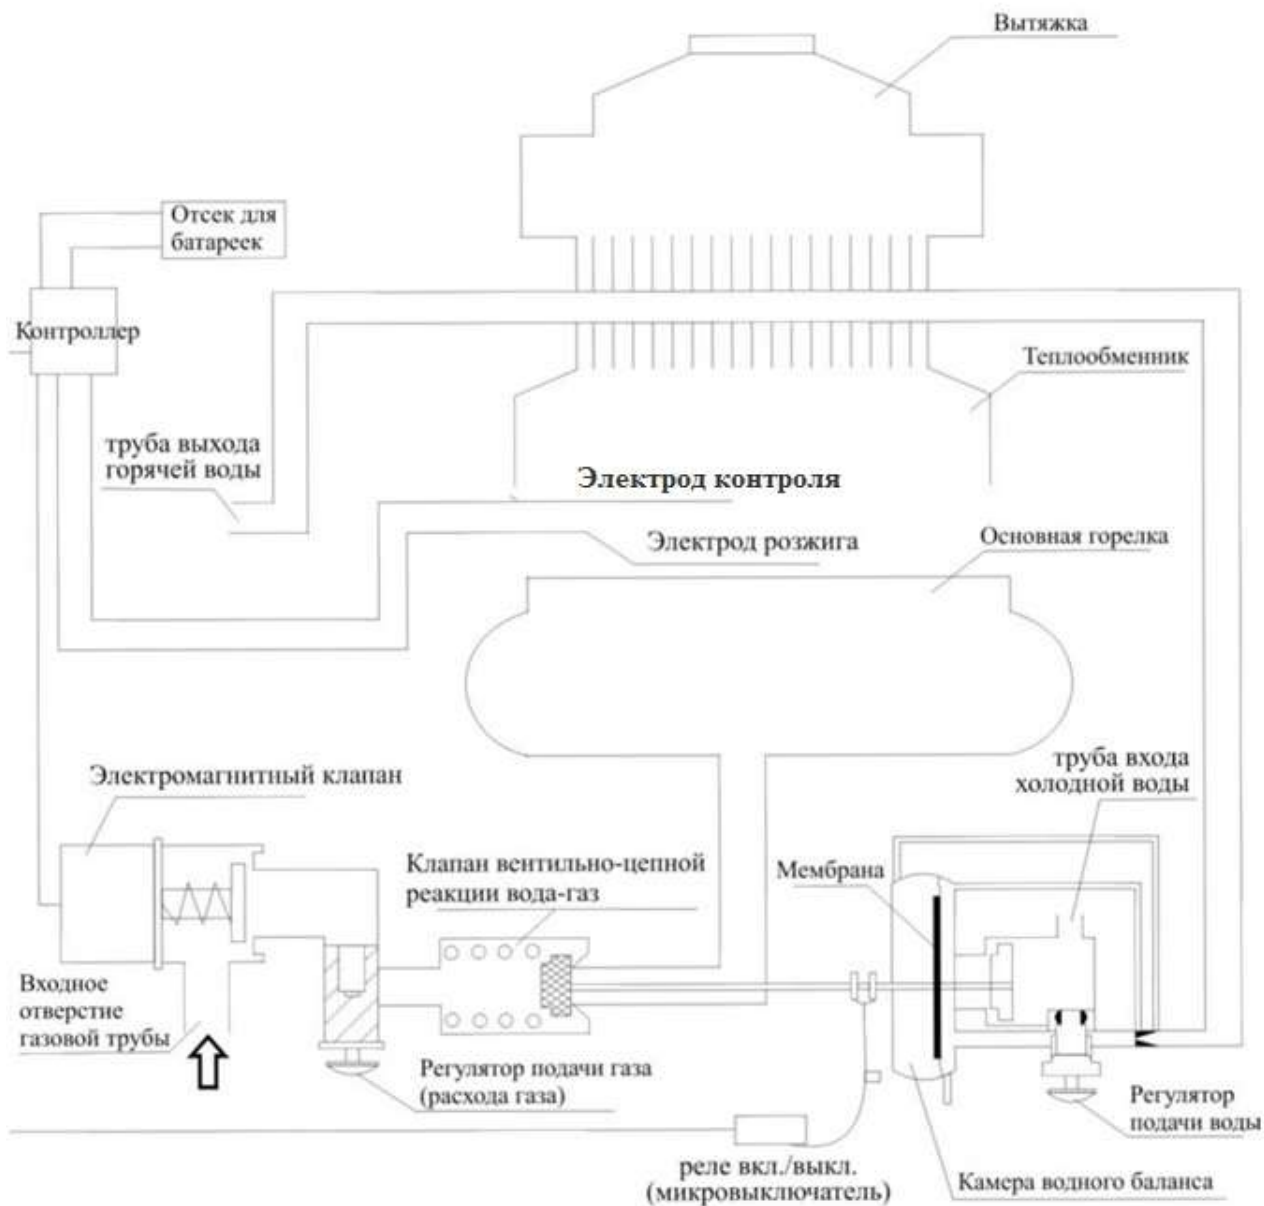 Вытяжка
Отсек для
батареек
Контроллер
Теплообменник
труба выхода
горячей воды
Электрод контроля
Электрод розжига
Основная горелка
Электромагнитный клапан
труба входа
холодной воды
Клапан вентильно-цепной
реакции вода-газ
Мембрана
Входное
отверстие
газовой трубы
Регулятор подачи газа
(расхода газа)
Регулятор
подачи воды
реле вкл./выкл.
(микровыключатель)
Камера водного баланса